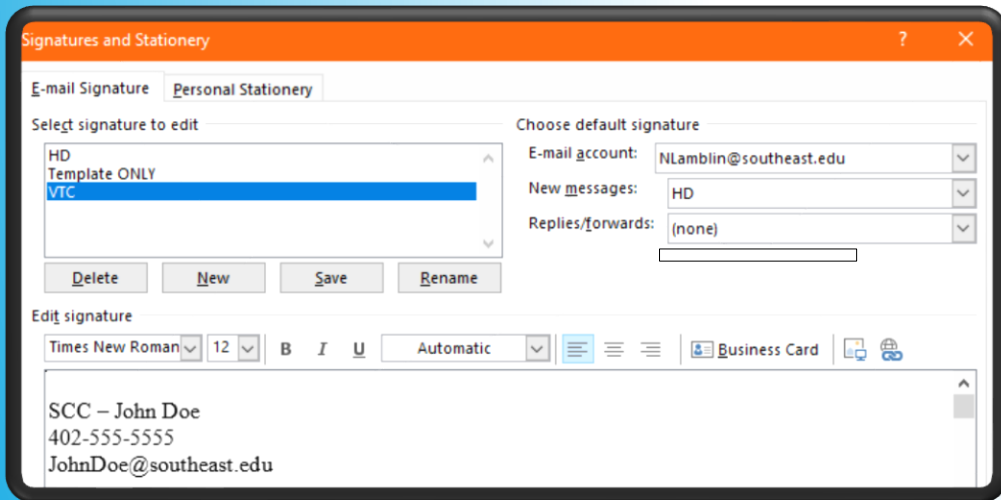 Signatures and Stationery ?
E-mail Signature Personal Stationery
Select signature to edit
HD
Template ONLY
VTC
Delete New Save Rename
Choose default signature
E-mail account: NLamblin@southeast.edu
New messages: HD
Replies/forwards: (none)
Edit signature
Times New Roman 12 B I U Automatic Business Card
SCC – John Doe
402-555-5555
JohnDoe@southeast.edu